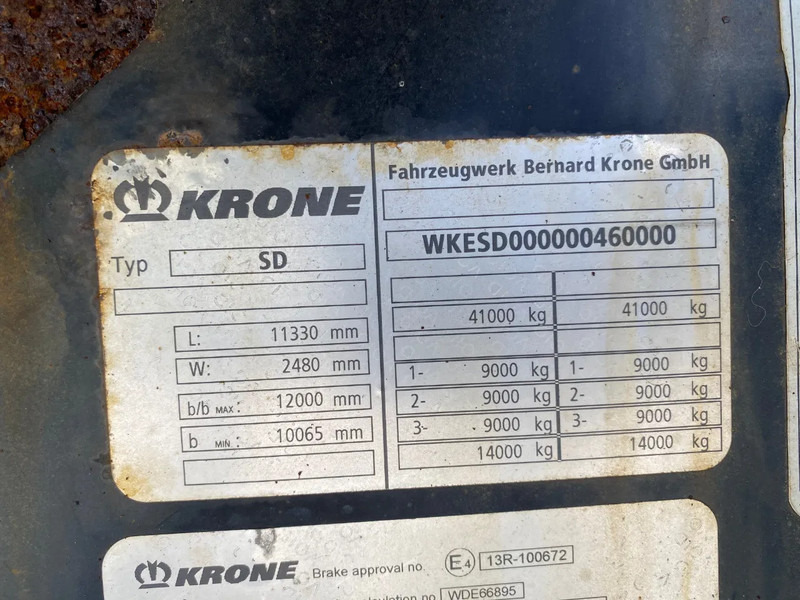 KRONE
Typ SD
L: 11330 mm
W: 2480 mm
b/b MAX: 12000 mm
b MIN: 10065 mm
Fahrzeugwerk Bernard Krone GmbH
WKESD000000460000
41000 kg 41000 kg
1- 9000 kg 1- 9000 kg
2- 9000 kg 2- 9000 kg
3- 9000 kg 3- 9000 kg
14000 kg 14000 kg
KRONE Brake approval no. E4 13R-100672
no WDE66895